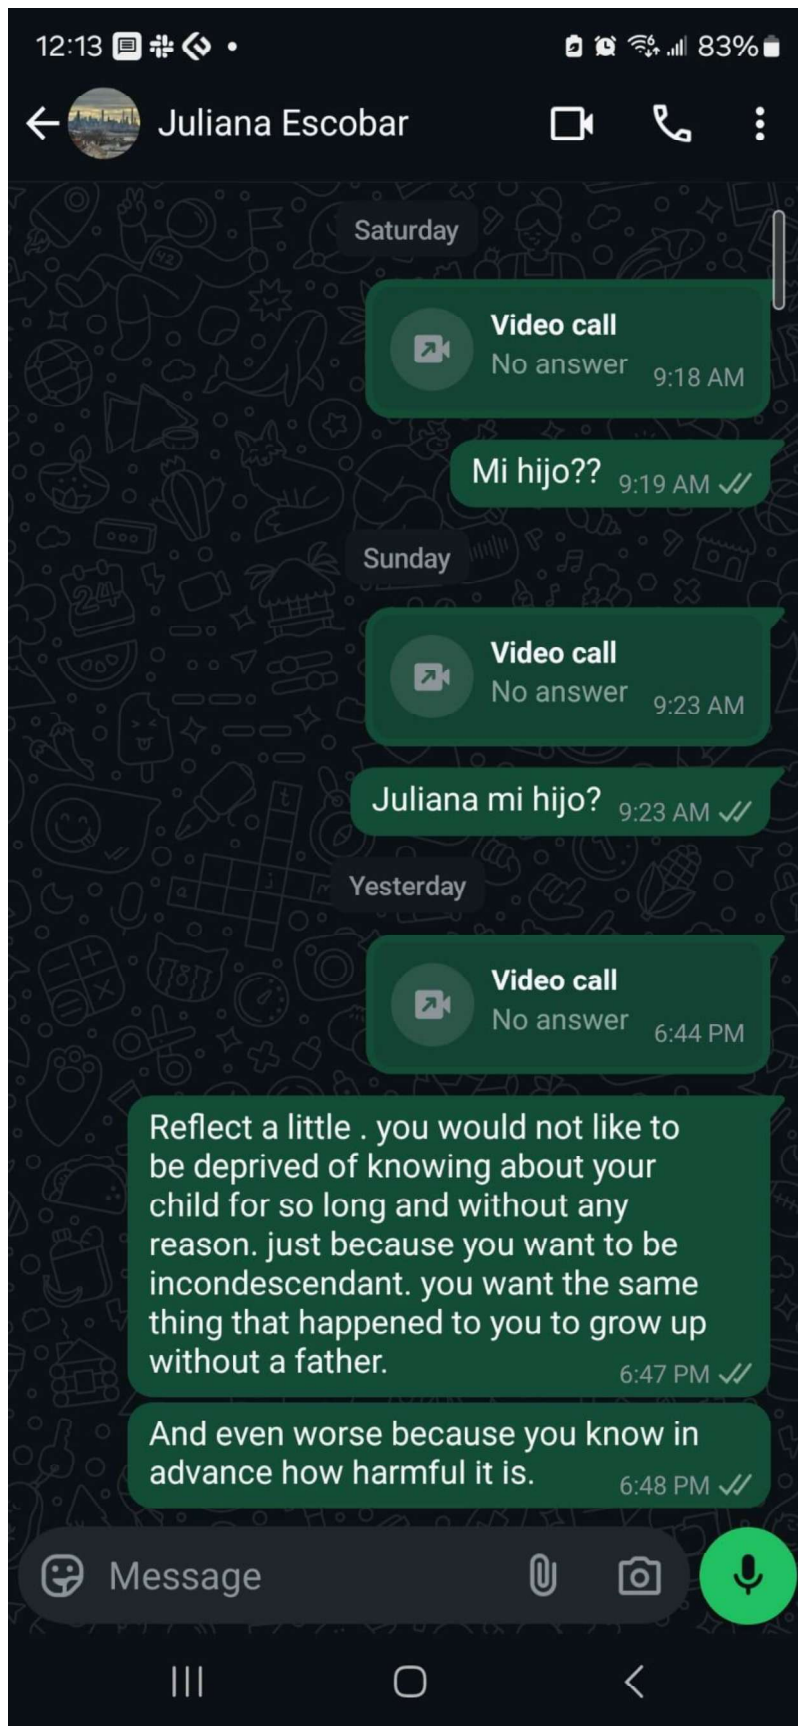 12:13
83%
Juliana Escobar
Saturday
Video call
No answer 9:18 AM
Mi hijo?? 9:19 AM
Sunday
Video call
No answer 9:23 AM
Juliana mi hijo? 9:23 AM
Yesterday
Video call
No answer 6:44 PM
Reflect a little . you would not like to
be deprived of knowing about your
child for so long and without any
reason. just because you want to be
incondescendant. you want the same
thing that happened to you to grow up
without a father. 6:47 PM
And even worse because you know in
advance how harmful it is. 6:48 PM
Message